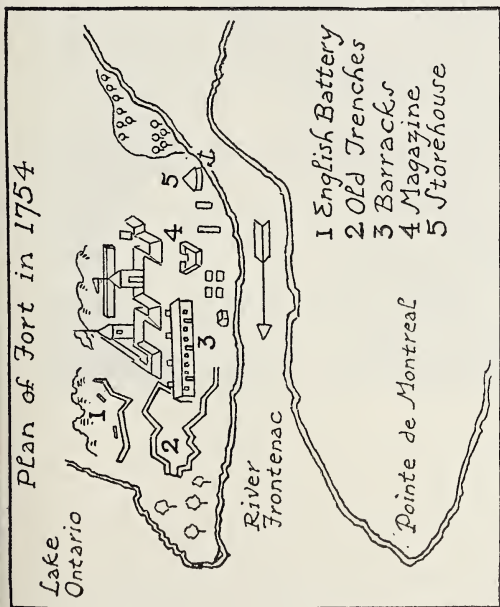 Plan of Fort in 1754
Lake
Ontario
1
2
3
4
5
River
Frontenac
Pointe de Montreal
1 English Battery
2 Old Trenches
3 Barracks
4 Magazine
5 Storehouse